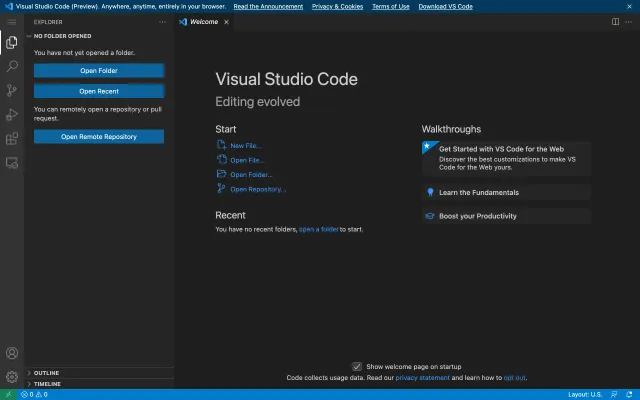 Visual Studio Code (Preview). Anywhere, anytime, entirely in your browser. Read the Announcement Privacy & Cookies Terms of Use Download VS Code
EXPLORER
Welcome
NO FOLDER OPENED
You have not yet opened a folder.
Open Folder
Open Recent
You can remotely open a repository or pull
request.
Open Remote Repository
Visual Studio Code
Editing evolved
Start
New File...
Open File...
Open Folder...
Open Repository...
Recent
You have no recent folders, open a folder to start.
Walkthroughs
Get Started with VS Code for the Web
Discover the best customizations to make VS
Code for the Web yours.
Learn the Fundamentals
Boost your Productivity
Show welcome page on startup
Code collects usage data. Read our privacy statement and learn how to opt out.
OUTLINE
TIMELINE
0 0
Layout: U.S.